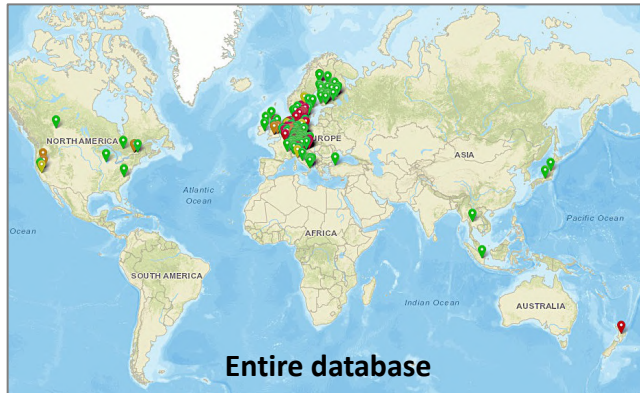 NORTH AMERICA
EUROPE
ASIA
Atlantic
Ocean
Ocean
Pacific Ocean
AFRICA
SOUTH AMERICA
Indian Ocean
AUSTRALIA
Entire database